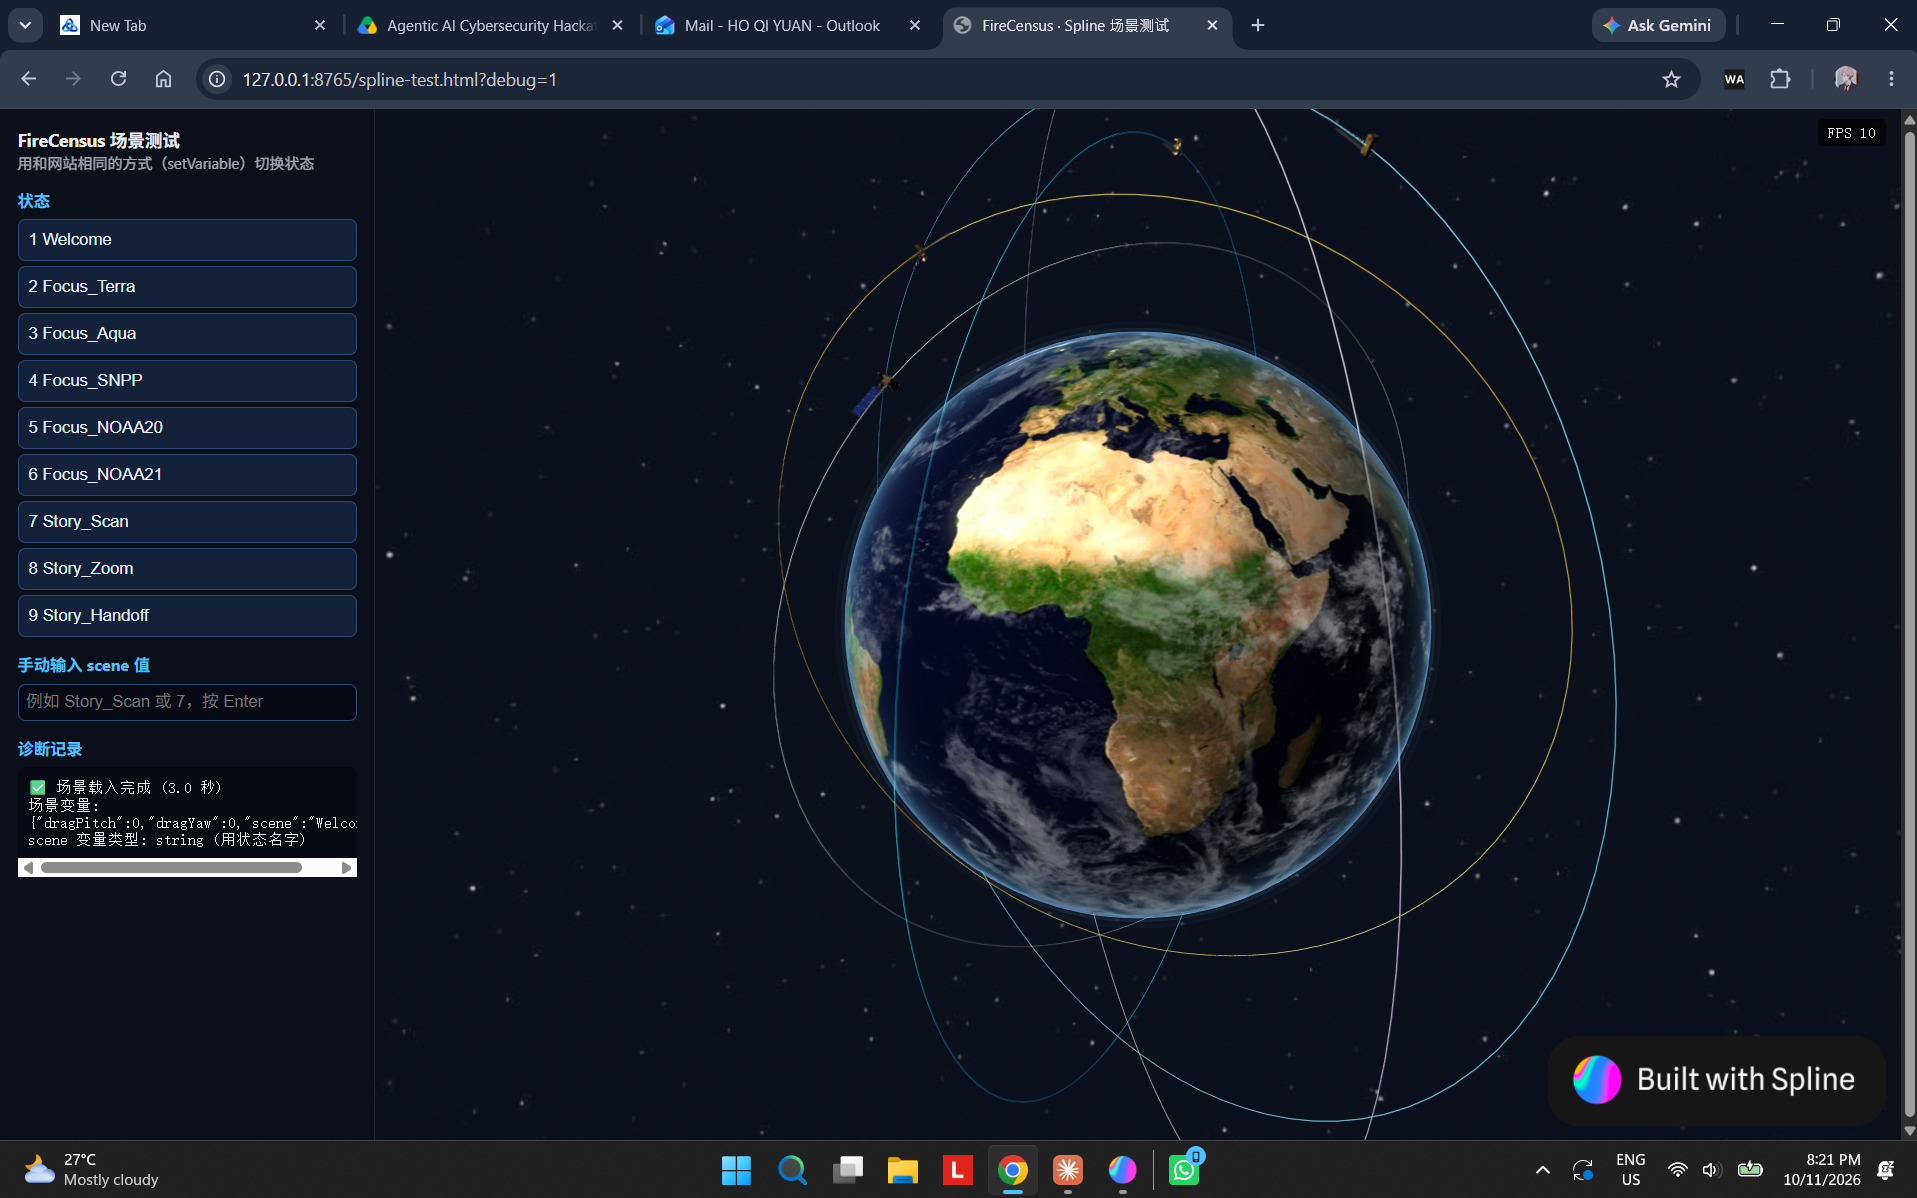 New Tab
Agentic AI Cybersecurity Hacka
Mail - HO QI YUAN - Outlook
FireCensus · Spline 场景测试
Ask Gemini
127.0.0.1:8765/spline-test.html?debug=1
WA
FireCensus 场景测试
用和网站相同的方式（setVariable）切换状态
状态
1 Welcome
2 Focus_Terra
3 Focus_Aqua
4 Focus_SNPP
5 Focus_NOAA20
6 Focus_NOAA21
7 Story_Scan
8 Story_Zoom
9 Story_Handoff
手动输入 scene 值
例如 Story_Scan 或 7，按 Enter
诊断记录
✅ 场景载入完成 (3.0 秒)
场景变量:
{"dragPitch":0,"dragYaw":0,"scene":"Welco
scene 变量类型: string (用状态名字)
FPS 10
Built with Spline
27°C
Mostly cloudy
L
ENG
US
8:21 PM
10/11/2026